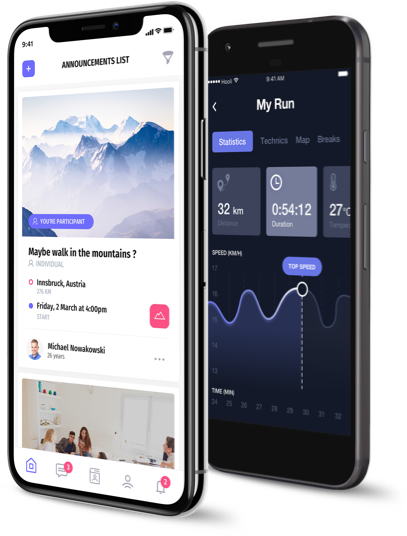 9:41
ANNOUNCEMENTS LIST
YOU'RE PARTICIPANT
Maybe walk in the mountains ?
INDIVIDUAL
Innsbruck, Austria
276 KM
Friday, 2 March at 4:00pm
START
Michael Nowakowski
26 years
1
2
Hooli
9:41 AM
My Run
Statistics
Technics
Map
Breaks
32 km
Distance
0:54:12
Duration
27°C
SPEED (KM/H)
TOP SPEED
17
16
15
14
13
TIME (MIN)
24 25 26 27 28 29 30 31 32